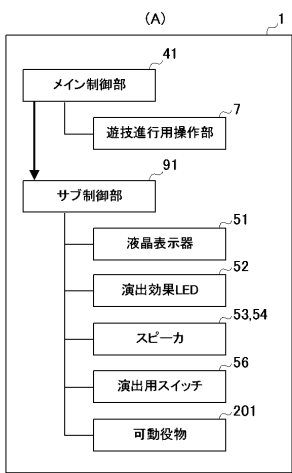 (A)
1
41
メイン制御部
7
遊技進行用操作部
91
サブ制御部
51
液晶表示器
52
演出効果LED
53,54
スピーカ
56
演出用スイッチ
201
可動役物